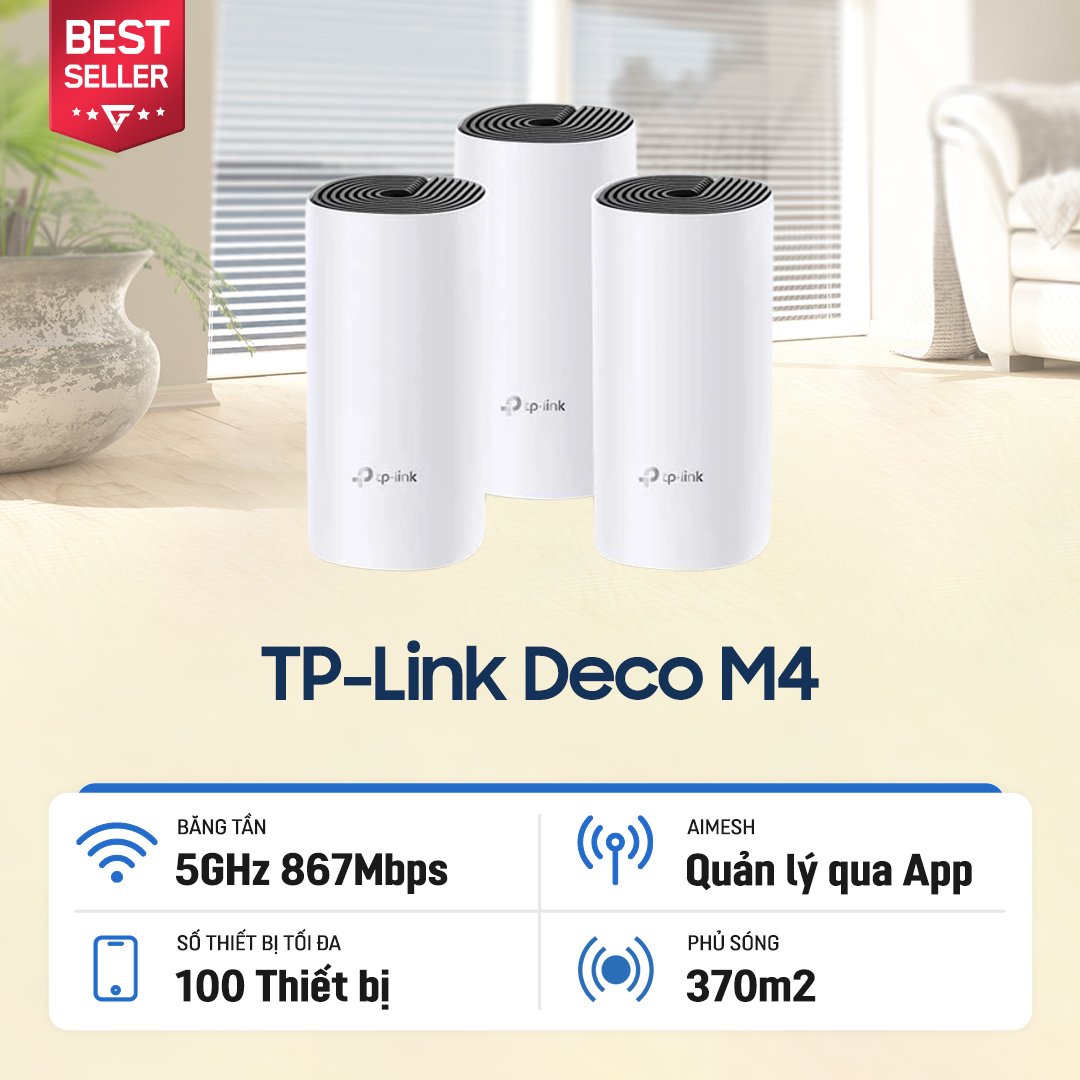 BEST
SELLER
tp-link
tp-link
tp-link
TP-Link Deco M4
BĂNG TẦN
5GHz 867Mbps
AIMESH
Quản lý qua App
SỐ THIẾT BỊ TỐI ĐA
100 Thiết bị
PHỦ SÓNG
370m2